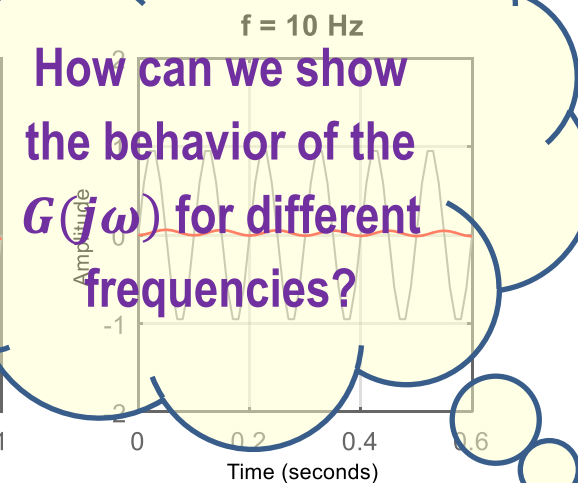 f = 10 Hz
2
How can we show
the behavior of the
1
G(jω) for different
Amplitude
0
frequencies?
-1
2
0 0.2 0.4 0.6
1
Time (seconds)